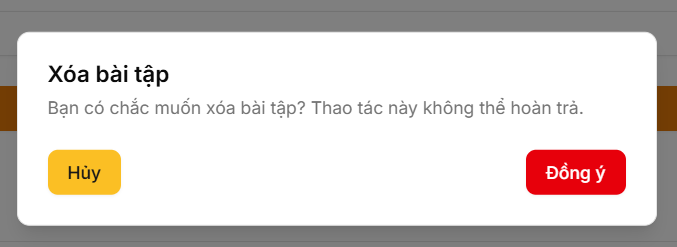 Xóa bài tập
Bạn có chắc muốn xóa bài tập? Thao tác này không thể hoàn trả.
Hủy
Đồng ý